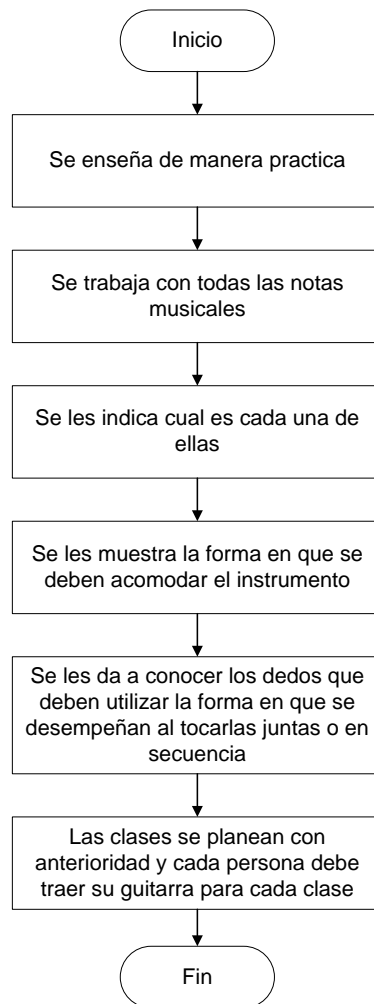 Inicio
Se enseña de manera practica
Se trabaja con todas las notas
musicales
Se les indica cual es cada una de
ellas
Se les muestra la forma en que se
deben acomodar el instrumento
Se les da a conocer los dedos que
deben utilizar la forma en que se
desempeñan al tocarlas juntas o en
secuencia
Las clases se planean con
anterioridad y cada persona debe
traer su guitarra para cada clase
Fin